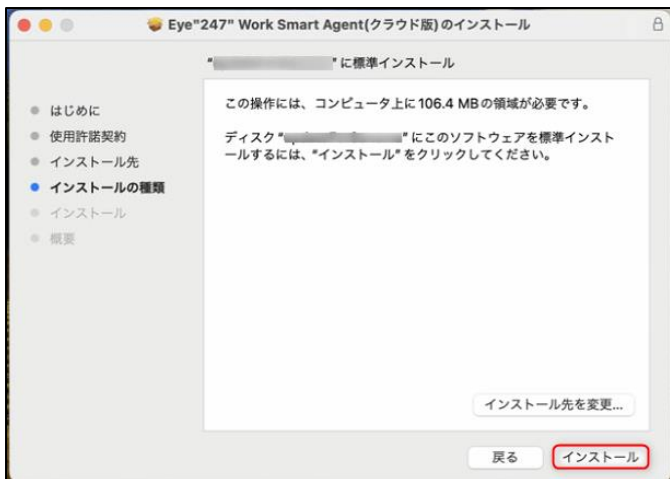 Eye"247" Work Smart Agent(クラウド版)のインストール
“ ”に標準インストール
はじめに
使用許諾契約
インストール先
インストールの種類
インストール
概要
この操作には、コンピュータ上に106.4 MBの領域が必要です。
ディスク“ ”にこのソフトウェアを標準インスト
ールするには、“インストール”をクリックしてください。
インストール先を変更...
戻る
インストール